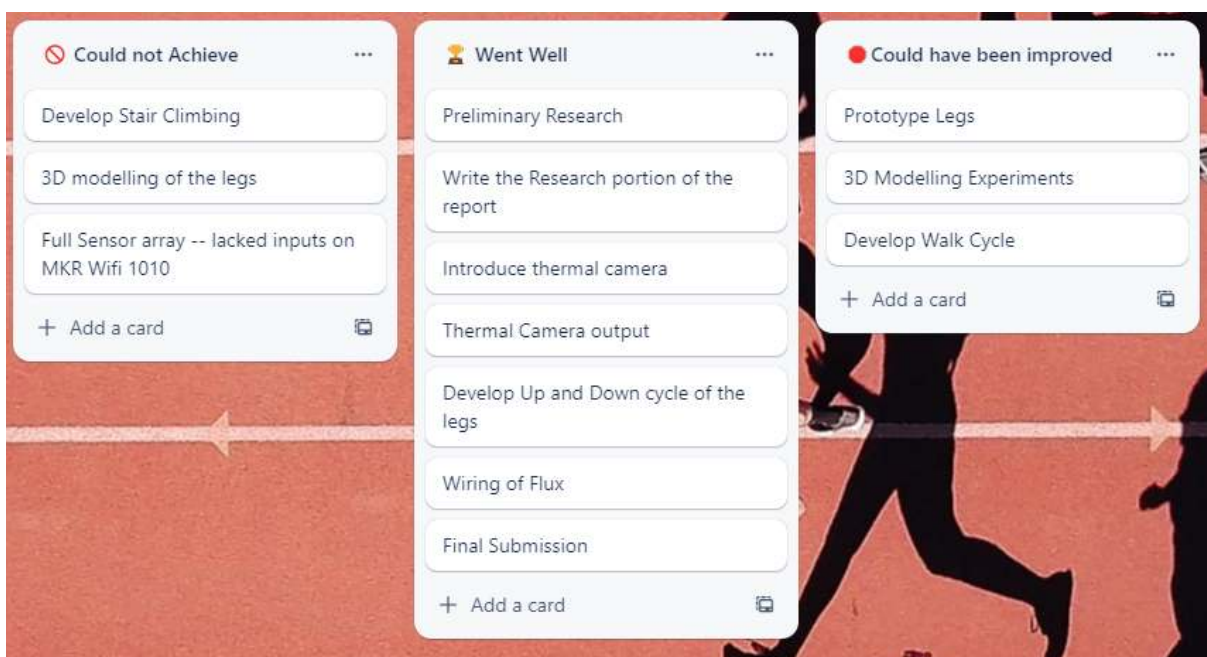 Could not Achieve
Develop Stair Climbing
3D modelling of the legs
Full Sensor array -- lacked inputs on
MKR Wifi 1010
+ Add a card
Went Well
Preliminary Research
Write the Research portion of the
report
Introduce thermal camera
Thermal Camera output
Develop Up and Down cycle of the
legs
Wiring of Flux
Final Submission
+ Add a card
Could have been improved
Prototype Legs
3D Modelling Experiments
Develop Walk Cycle
+ Add a card